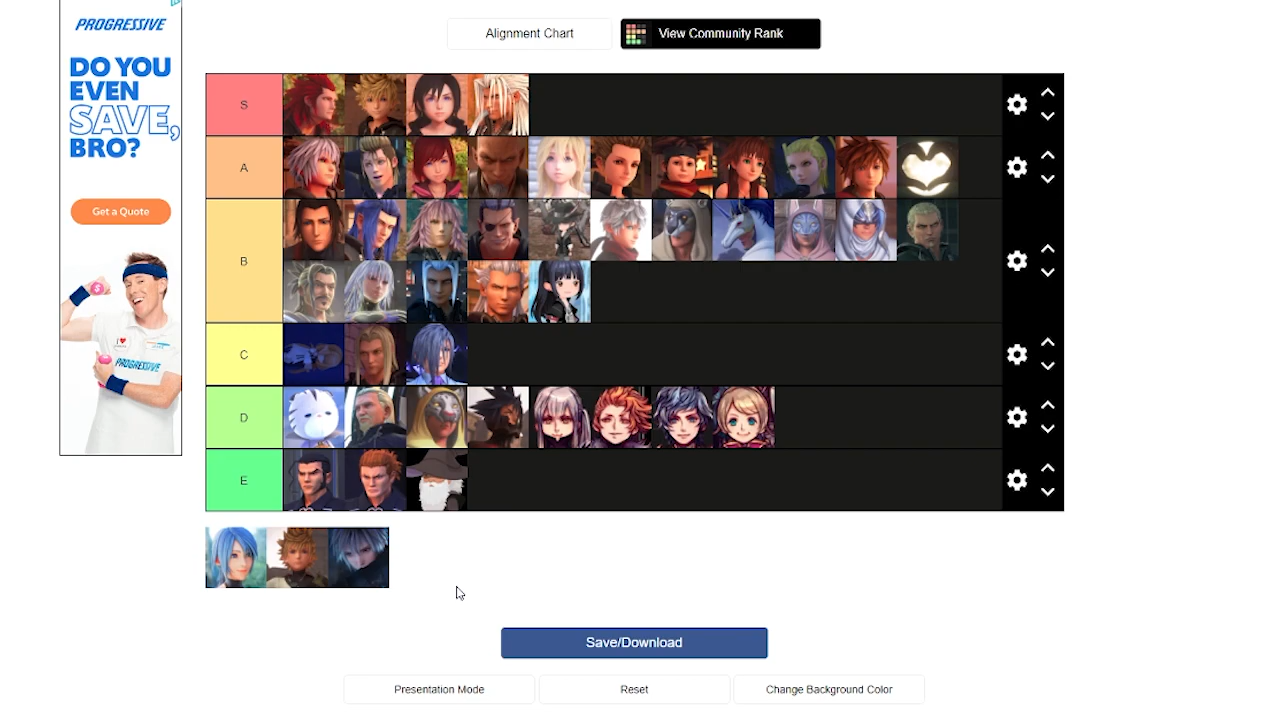 PROGRESSIVE
DO YOU
EVEN
SAVE,
BRO?
Get a Quote
$
I
PROGRESSIVE
Alignment Chart
View Community Rank
S
A
B
C
D
E
Save/Download
Presentation Mode
Reset
Change Background Color